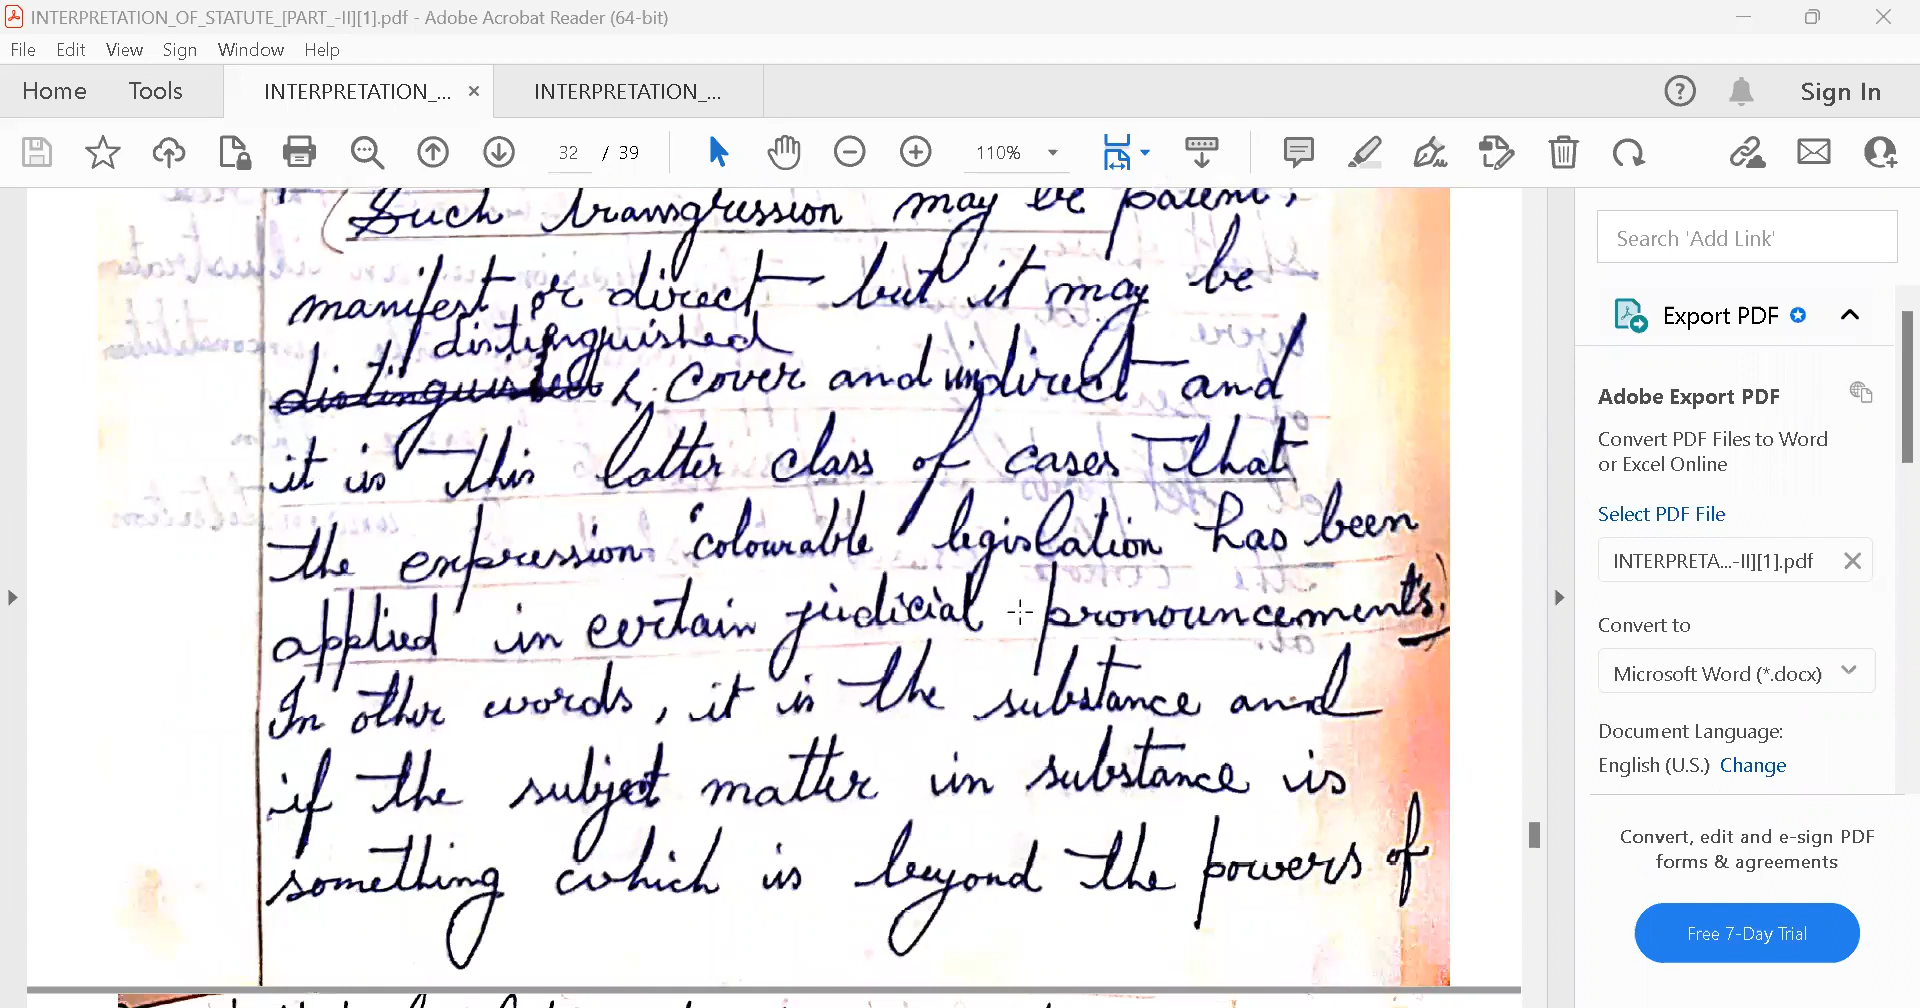 INTERPRETATION_OF_STATUTE_[PART_-II][1].pdf - Adobe Acrobat Reader (64-bit)
File Edit View Sign Window Help
Home Tools INTERPRETATION_... × INTERPRETATION_... Sign In
32 / 39 110%
Such transgression may be patent,
manifest or direct but it may be
distinguished
distinguished cover and indirect and
it is this latter class of cases that
the expression 'colourable legislation has been
applied in certain judicial pronouncements.
In other words, it is the substance and
if the subject matter in substance is
something which is beyond the powers of
Search 'Add Link'
Export PDF
Adobe Export PDF
Convert PDF Files to Word
or Excel Online
Select PDF File
INTERPRETA...-II][1].pdf
Convert to
Microsoft Word (*.docx)
Document Language:
English (U.S.) Change
Convert, edit and e-sign PDF
forms & agreements
Free 7-Day Trial